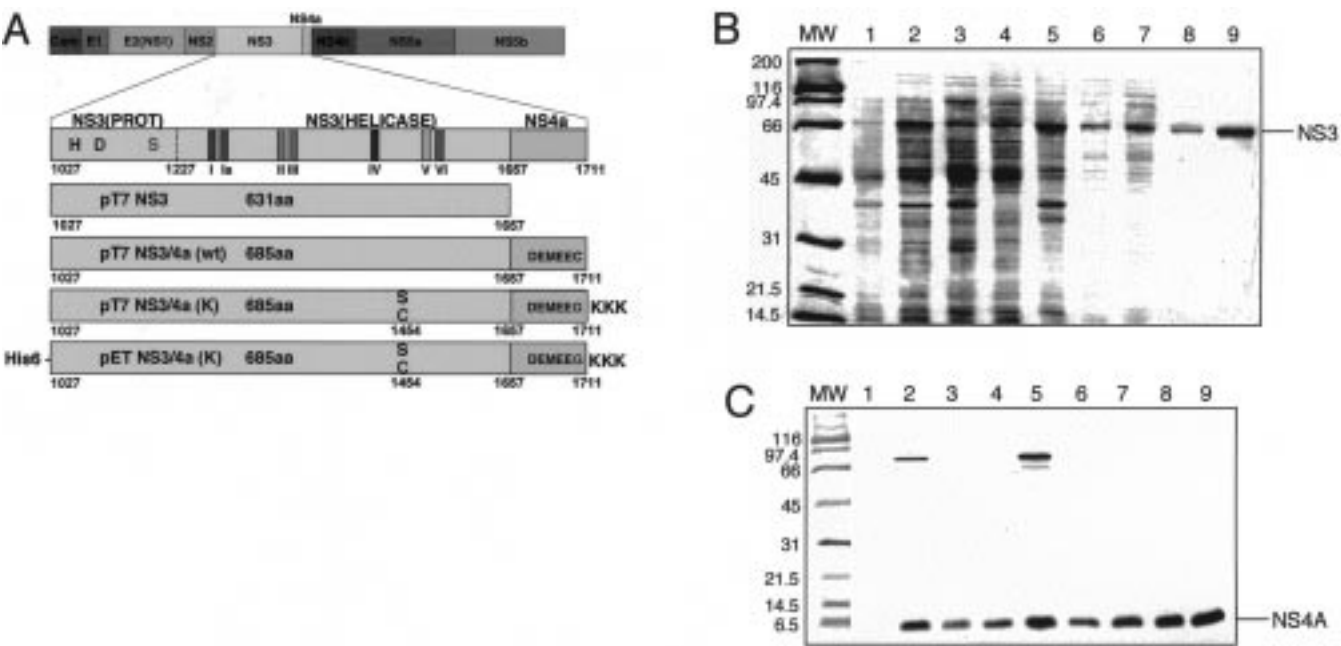 A
NS4a
Core E1 E2(NS1) NS2 NS3 NS4b NS5a NS5b
NS3(PROT) NS3(HELICASE) NS4a
H D S
1027 1227 I Ia II III IV V VI 1657 1711
pT7 NS3 631aa
1027 1657
pT7 NS3/4a (wt) 685aa DEMEEC
1027 1657 1711
pT7 NS3/4a (K) 685aa S C DEMEEG KKK
1027 1454 1657 1711
His6 pET NS3/4a (K) 685aa S C DEMEEG KKK
1027 1454 1657 1711
B
MW 1 2 3 4 5 6 7 8 9
200
116
97.4
66
45
31
21.5
14.5
NS3
C
MW 1 2 3 4 5 6 7 8 9
116
97.4
66
45
31
21.5
14.5
6.5
NS4A